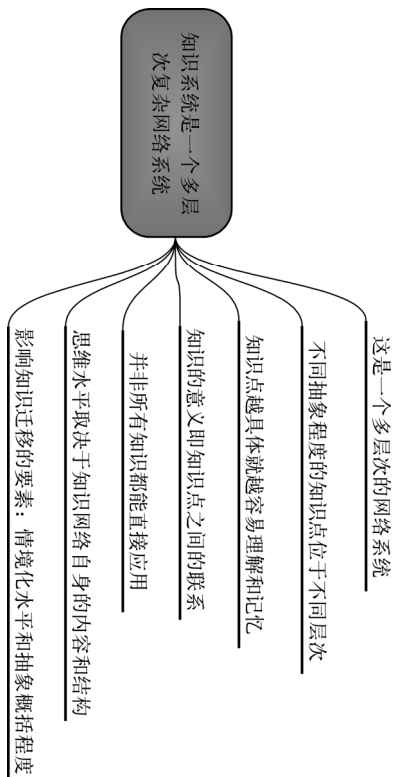 知识系统是一个多层
次复杂网络系统
这是一个多层次的网络系统
不同抽象程度的知识点位于不同层次
知识点越具体就越容易理解和记忆
知识的意义即知识点之间的联系
并非所有知识都能直接应用
思维水平取决于知识网络自身的内容和结构
影响知识迁移的要素：情境化水平和抽象概括程度